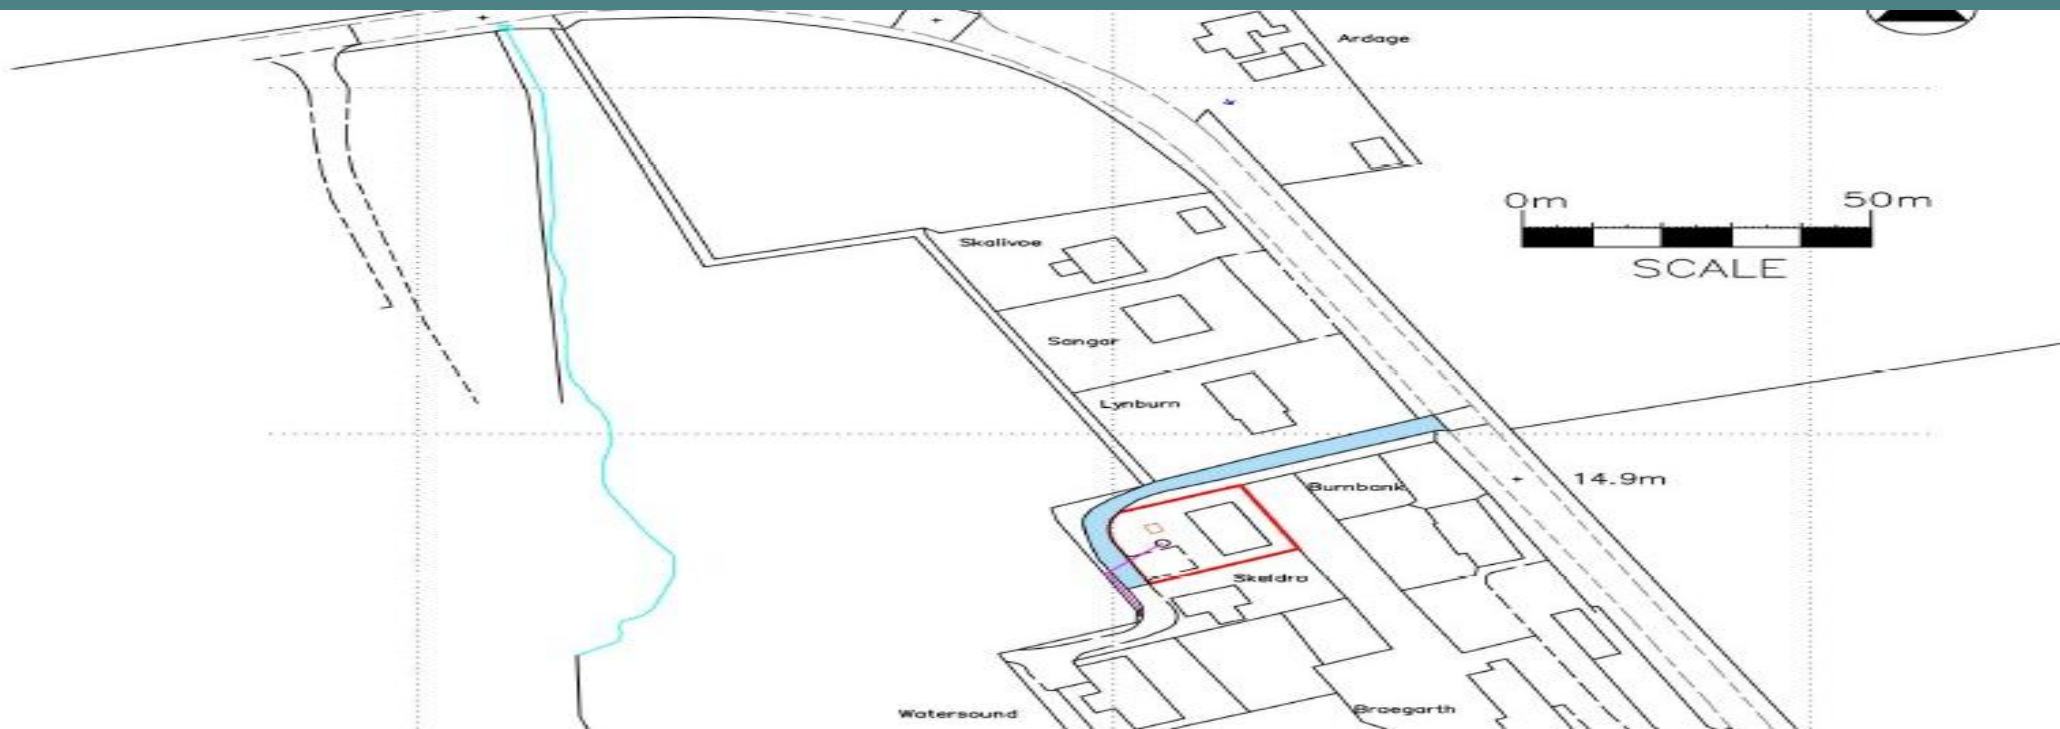 Ardage
0m 50m
SCALE
Skalivoe
Sangar
Lynburn
14.9m
Burnbank
Skeldro
Watersound
Braegarth